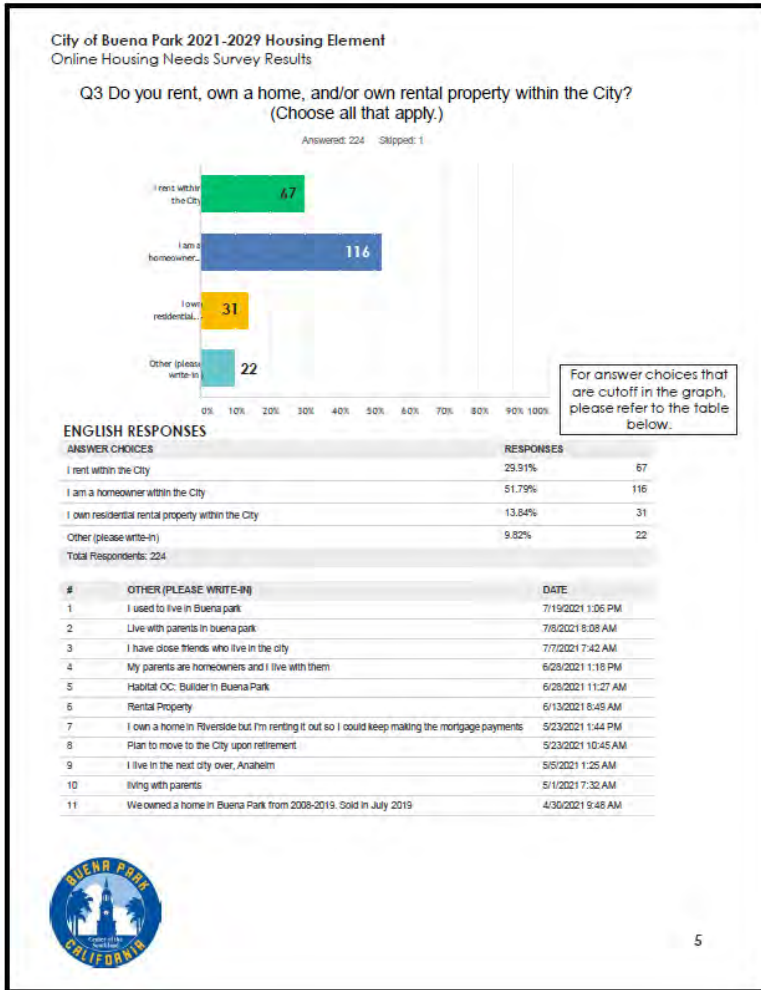 City of Buena Park 2021-2029 Housing Element
Online Housing Needs Survey Results
Q3 Do you rent, own a home, and/or own rental property within the City?
(Choose all that apply.)
Answered: 224 Skipped: 1
I rent within
the City
67
I am a
homeowner...
116
I own
residential...
31
Other (please
write-in)
22
0% 10% 20% 30% 40% 50% 60% 70% 80% 90% 100%
For answer choices that
are cutoff in the graph,
please refer to the table
below.
ENGLISH RESPONSES
ANSWER CHOICES RESPONSES
I rent within the City 29.91% 67
I am a homeowner within the City 51.79% 116
I own residential rental property within the City 13.84% 31
Other (please write-in) 9.82% 22
Total Respondents: 224
# OTHER (PLEASE WRITE-IN) DATE
1 I used to live in Buena park 7/19/2021 1:06 PM
2 Live with parents in buena park 7/8/2021 8:08 AM
3 I have close friends who live in the city 7/7/2021 7:42 AM
4 My parents are homeowners and I live with them 6/28/2021 1:18 PM
5 Habitat OC: Builder in Buena Park 6/28/2021 11:27 AM
6 Rental Property 6/13/2021 8:49 AM
7 I own a home in Riverside but I'm renting it out so I could keep making the mortgage payments 5/23/2021 1:44 PM
8 Plan to move to the City upon retirement 5/23/2021 10:45 AM
9 I live in the next city over, Anaheim 5/5/2021 1:25 AM
10 living with parents 5/1/2021 7:32 AM
11 We owned a home in Buena Park from 2008-2019. Sold in July 2019 4/30/2021 9:48 AM
BUENA PARK
Center of the
Southland
CALIFORNIA
5